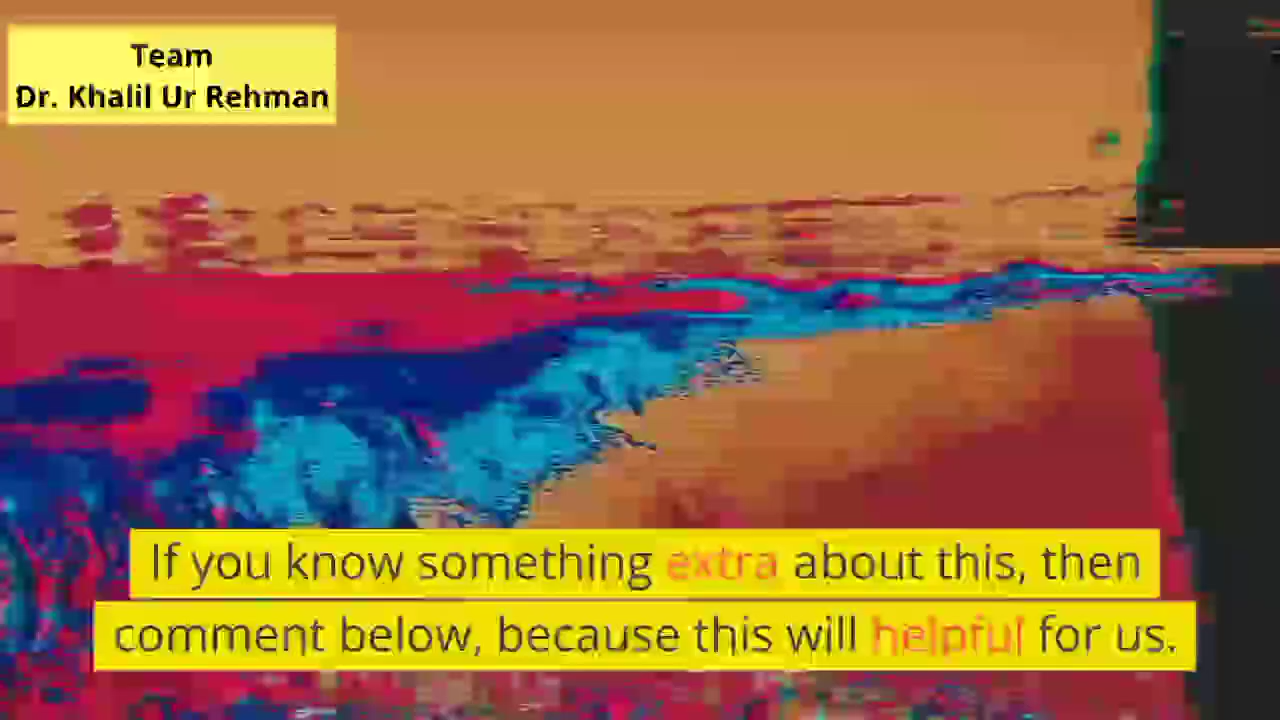 Team
Dr. Khalil Ur Rehman
If you know something extra about this, then
comment below, because this will helpful for us.